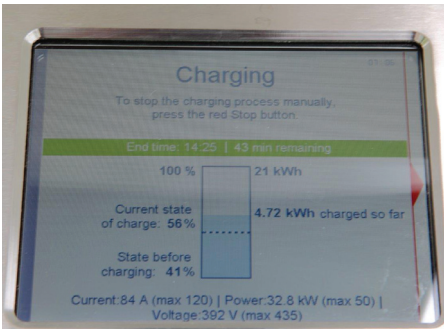 Charging
To stop the charging process manually,
press the red Stop button.
End time: 14:25 | 43 min remaining
100 % 21 kWh
Current state
of charge: 56% 4.72 kWh charged so far
State before
charging: 41%
Current:84 A (max 120) | Power:32.8 kW (max 50) |
Voltage:392 V (max 435)